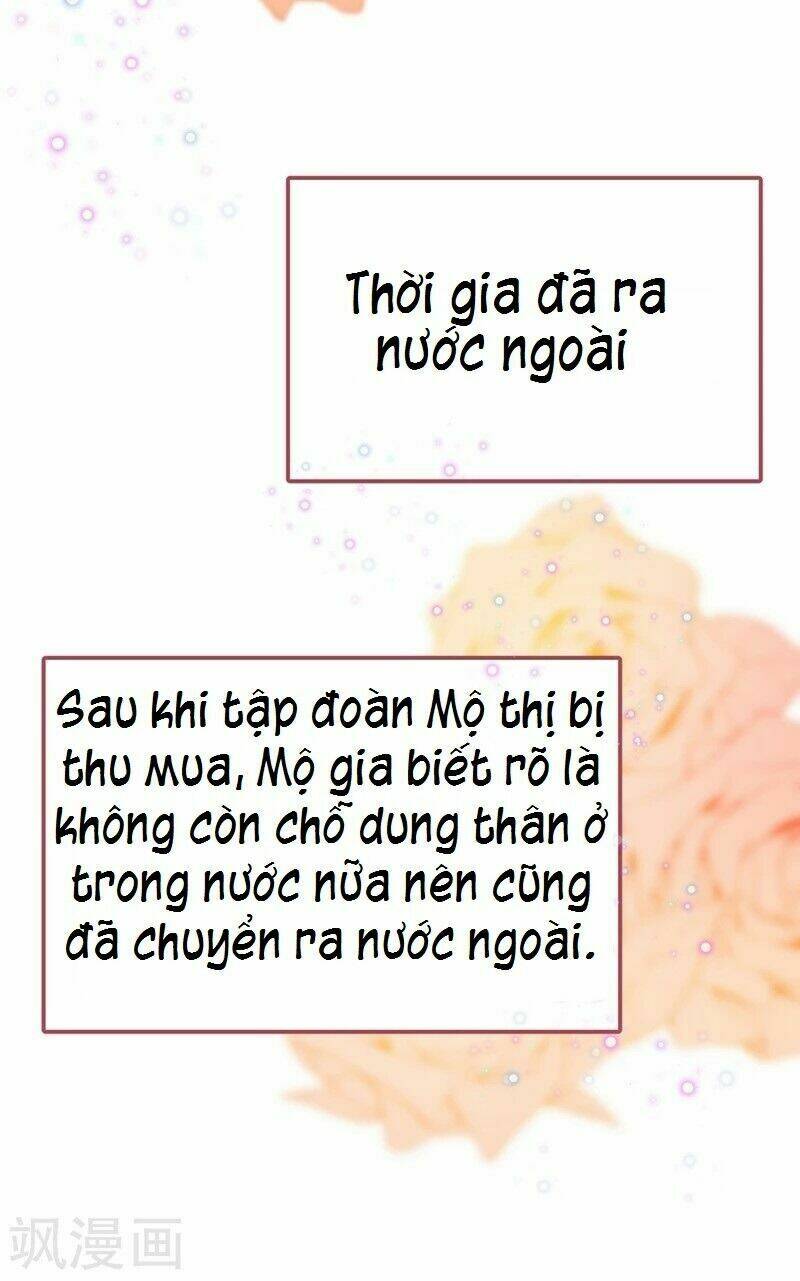 Thời gia đã ra
nước ngoài
Sau khi tập đoàn Mộ thị bị
thu mua, Mộ gia biết rõ là
không còn chỗ dung thân ở
trong nước nữa nên cũng
đã chuyển ra nước ngoài.
飒漫画